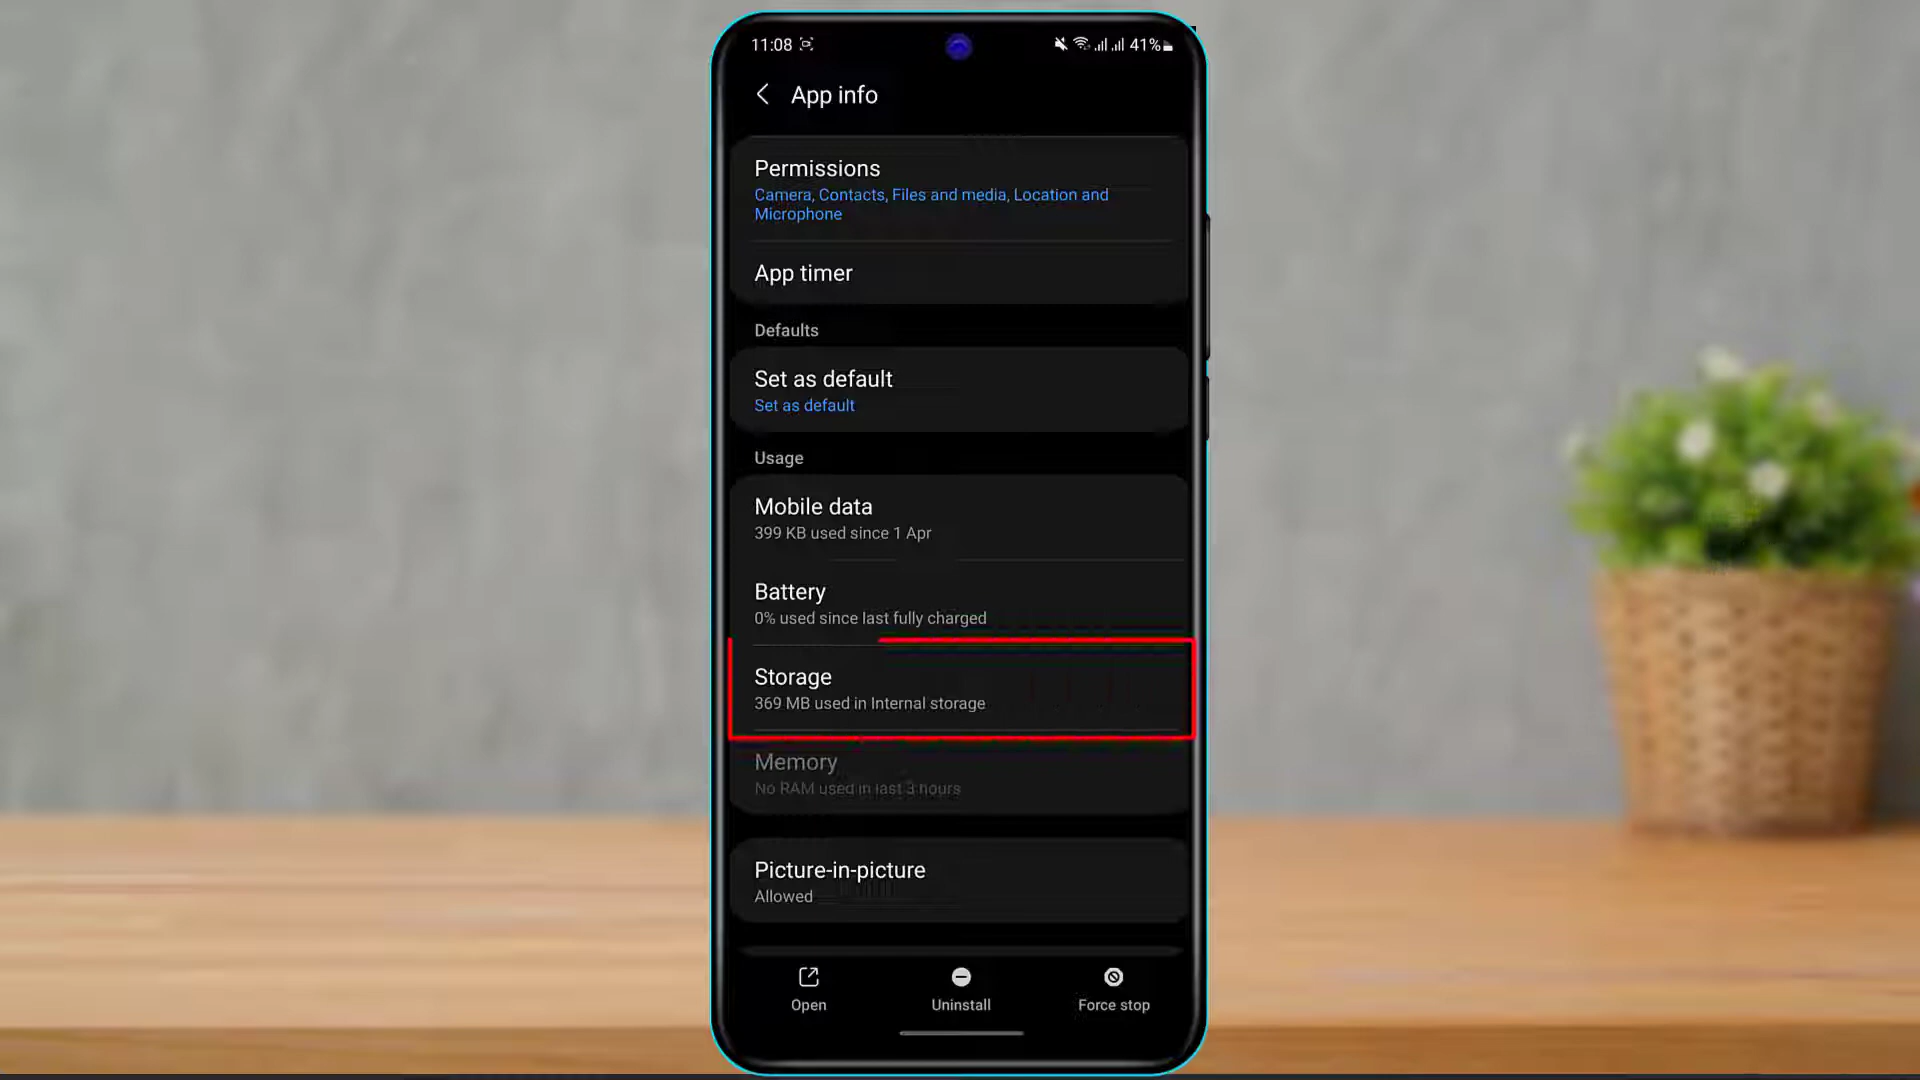 11:08
41%
App info
Permissions
Camera, Contacts, Files and media, Location and
Microphone
App timer
Defaults
Set as default
Set as default
Usage
Mobile data
399 KB used since 1 Apr
Battery
0% used since last fully charged
Storage
369 MB used in Internal storage
Memory
No RAM used in last 3 hours
Picture-in-picture
Allowed
Open
Uninstall
Force stop